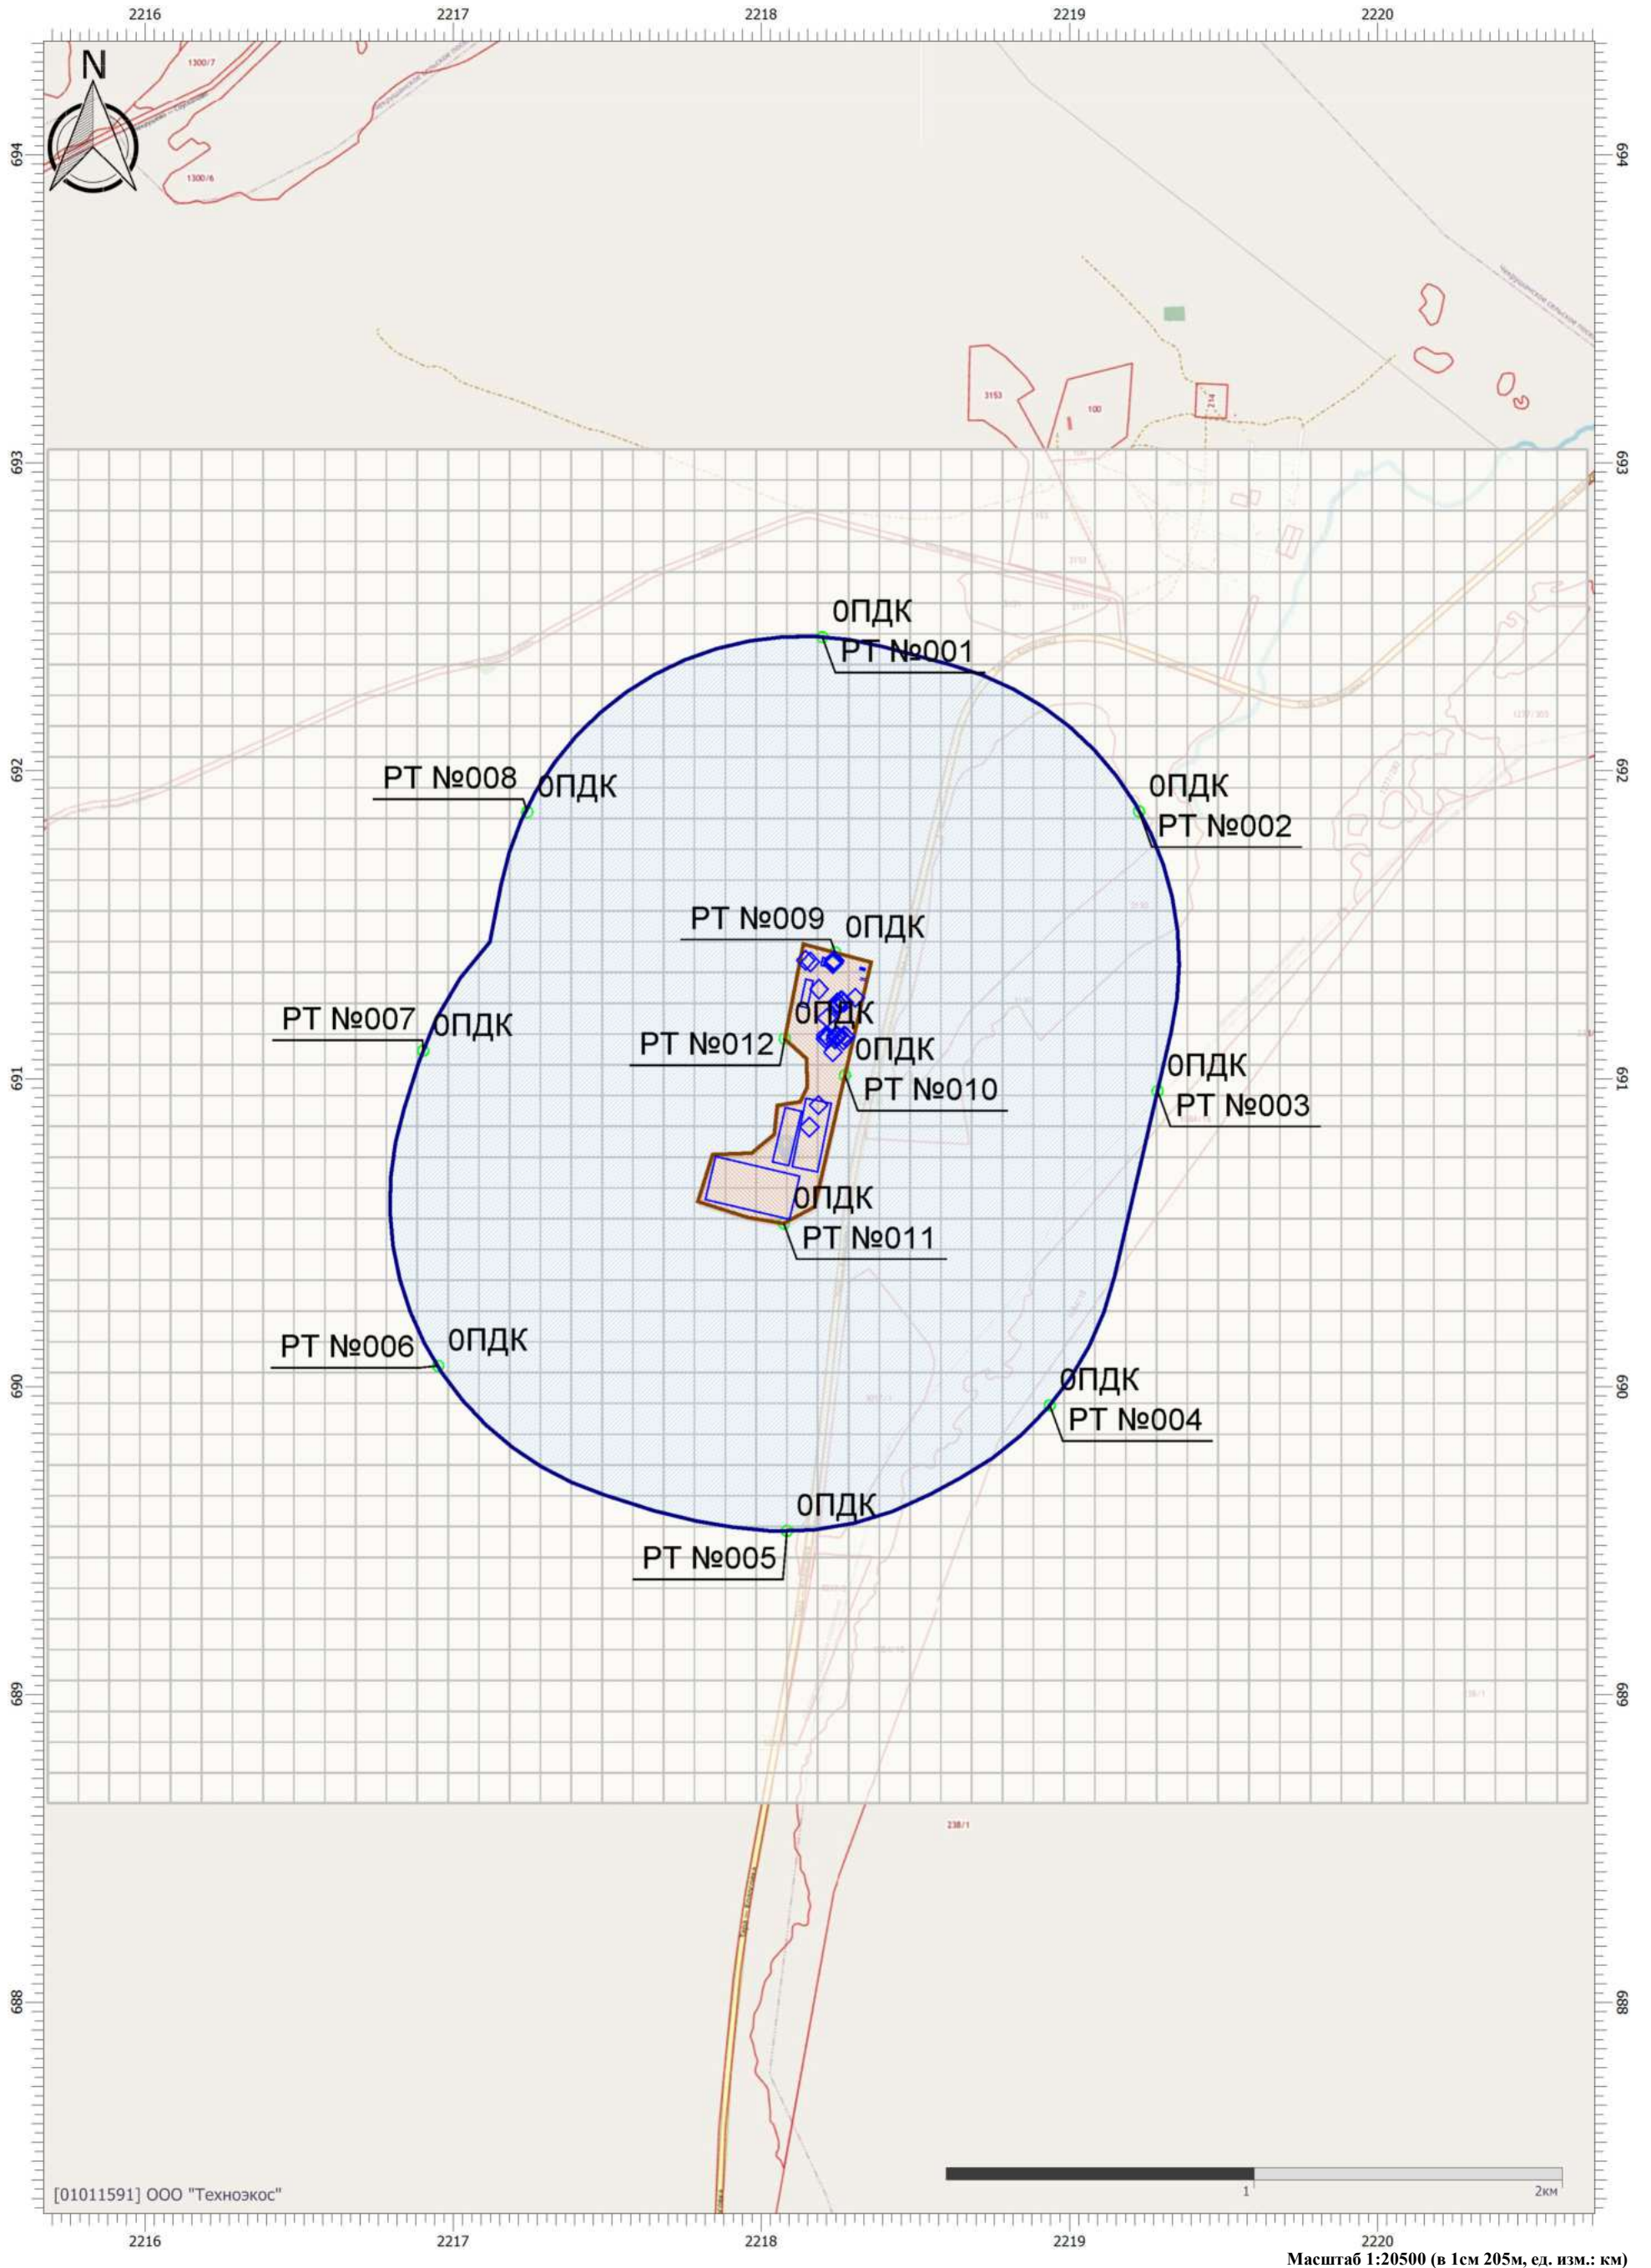 2216 2217 2218 2219 2220
N
1300/7
1300/6
694 694
3153
100
214
693 693
0ПДК
РТ №001
692 692
РТ №008 0ПДК
0ПДК
РТ №002
РТ №009 0ПДК
РТ №007 0ПДК
0ПДК
РТ №012
0ПДК
РТ №010
0ПДК
РТ №003
691 691
0ПДК
РТ №011
РТ №006 0ПДК
690 690
0ПДК
РТ №004
0ПДК
РТ №005
689 689
238/1
Тара — Колосовка
688 688
1 2км
[01011591] ООО "Техноэкос"
2216 2217 2218 2219 2220
Масштаб 1:20500 (в 1см 205м, ед. изм.: км)